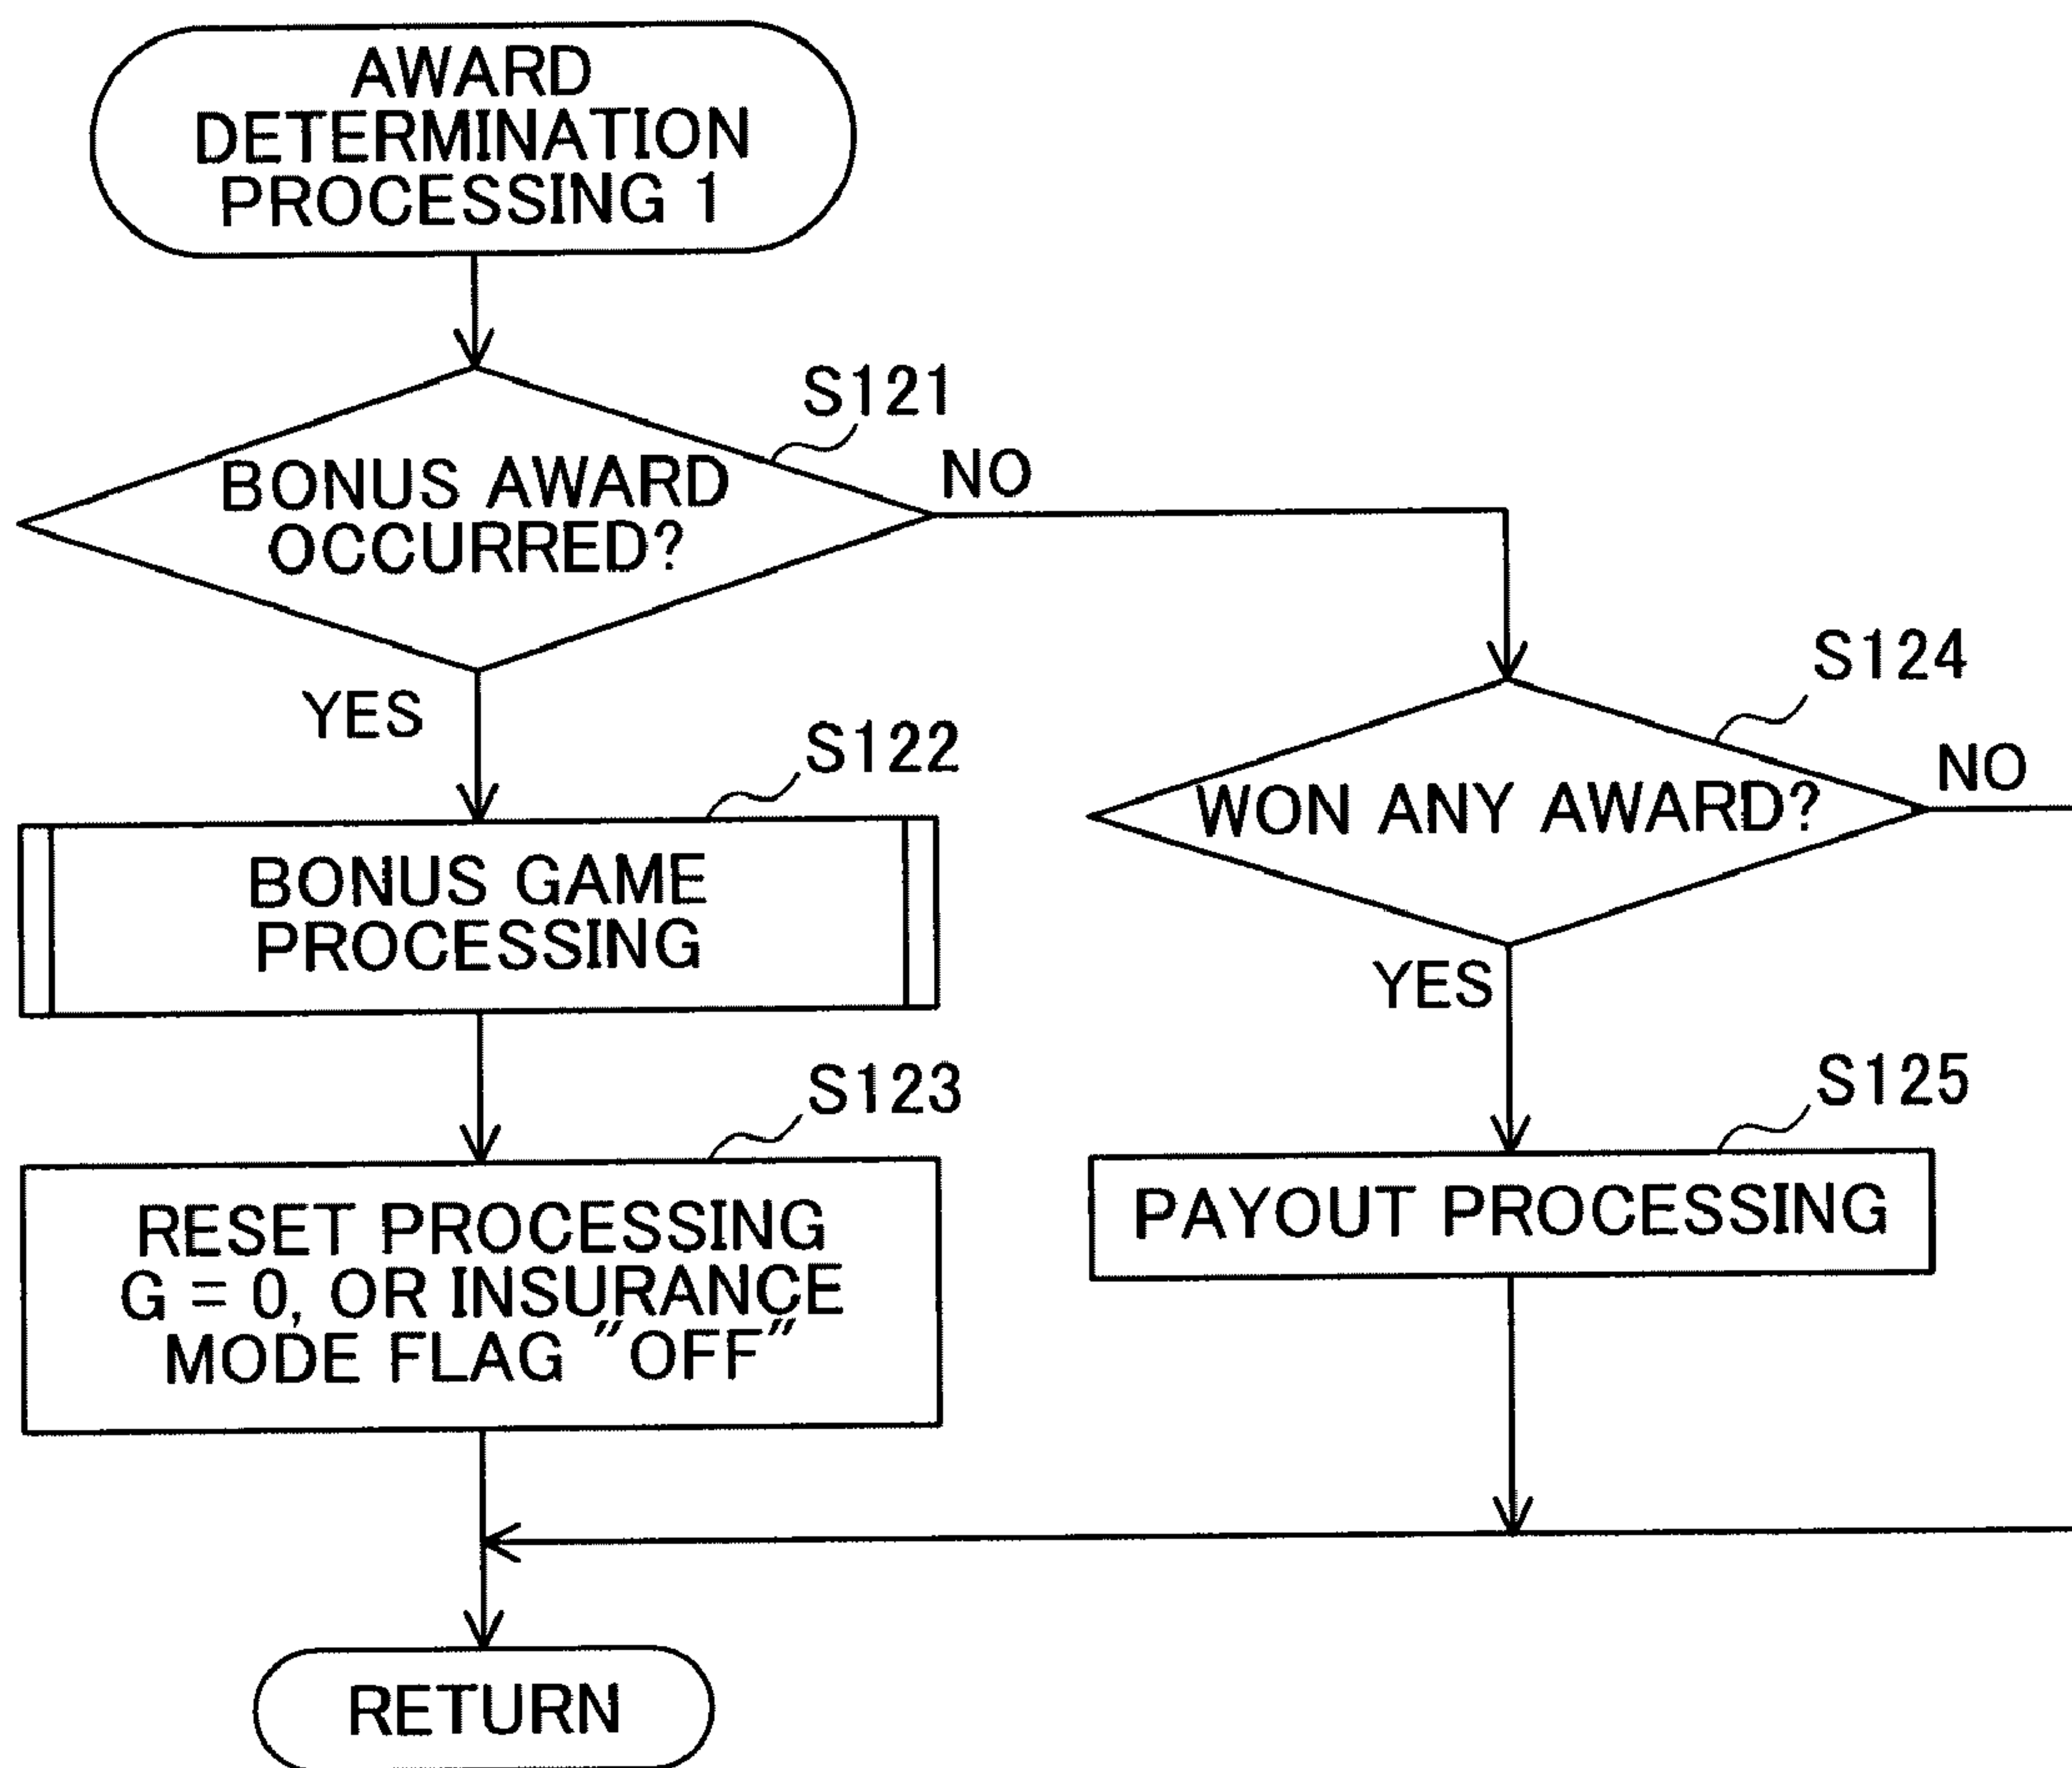 AWARD
DETERMINATION
PROCESSING 1
S121
BONUS AWARD
OCCURRED?
NO
YES
S122
BONUS GAME
PROCESSING
S123
RESET PROCESSING
G = 0, OR INSURANCE
MODE FLAG "OFF"
S124
WON ANY AWARD?
NO
YES
S125
PAYOUT PROCESSING
RETURN